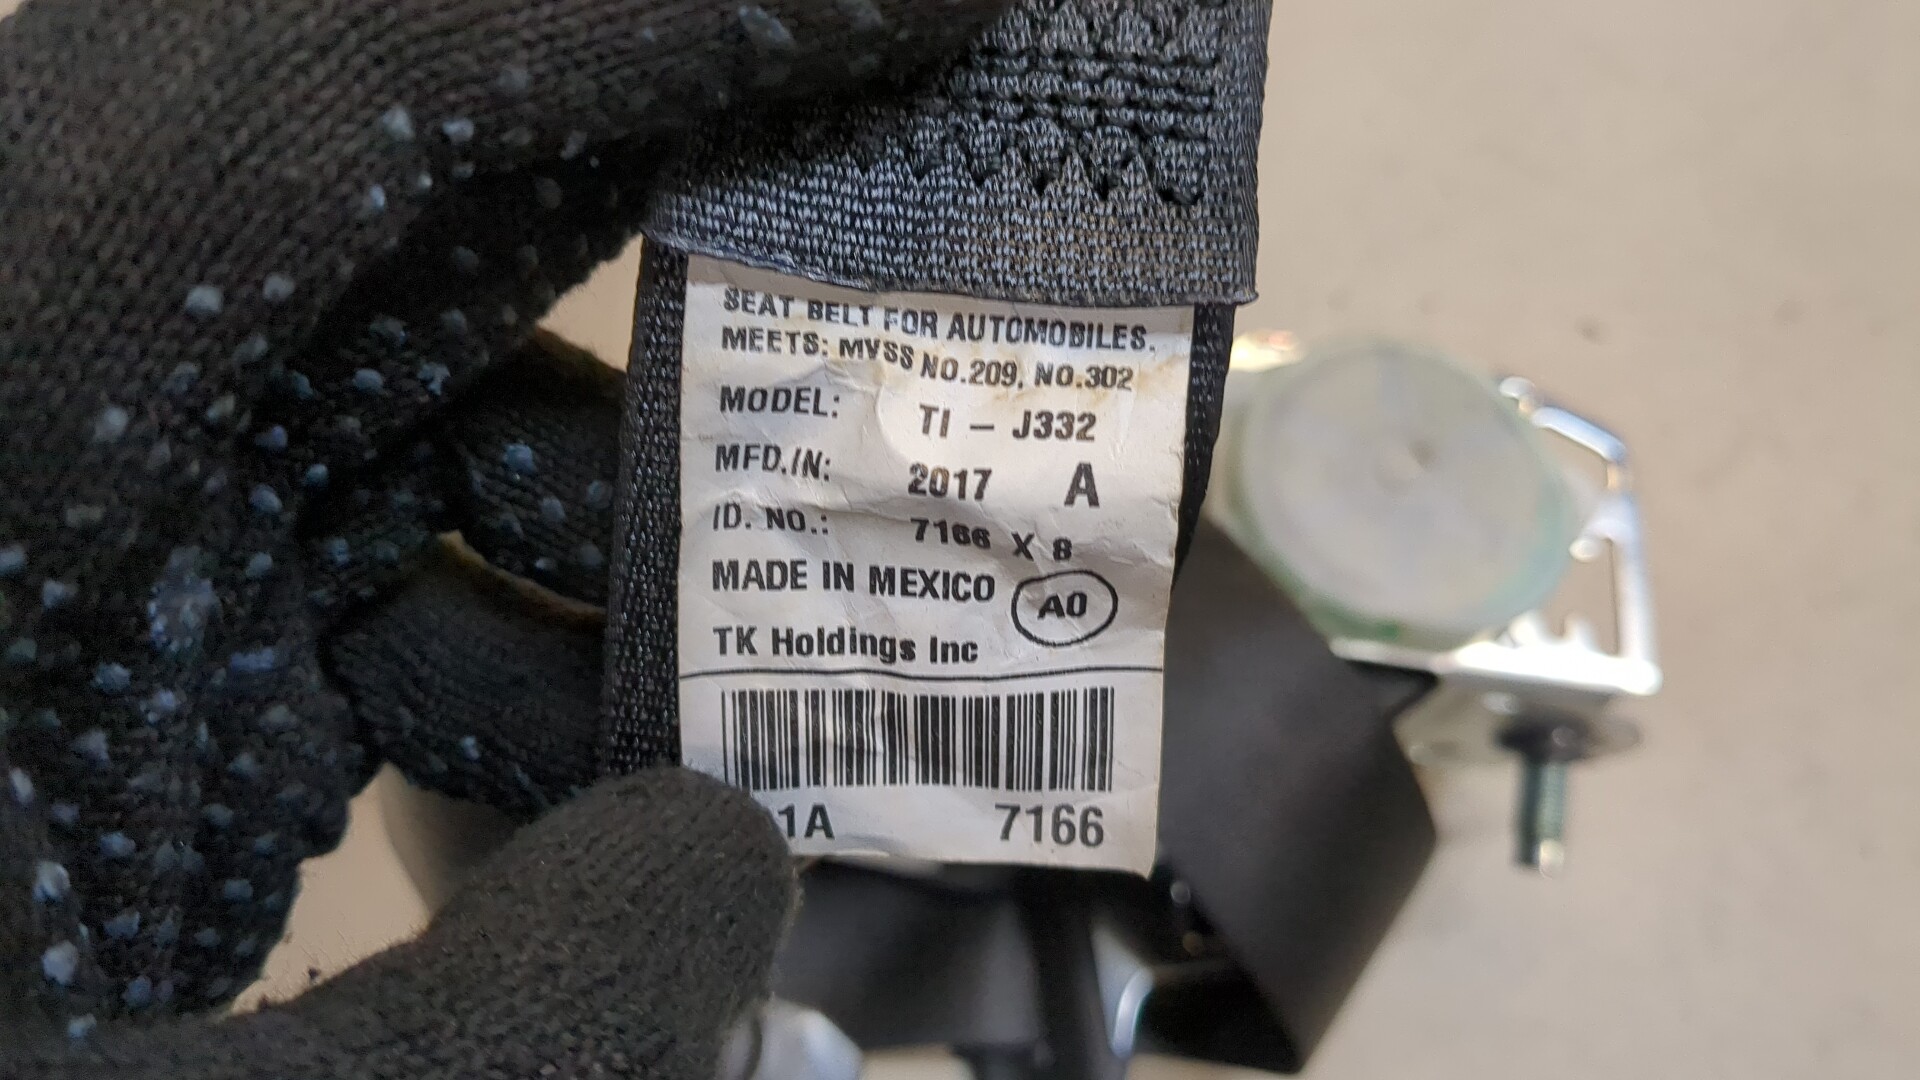 SEAT BELT FOR AUTOMOBILES.
MEETS: MVSS NO.209, NO.302
MODEL: TI - J332
MFD.IN: 2017 A
ID. NO.: 7166 X 8
MADE IN MEXICO A0
TK Holdings Inc
1A 7166